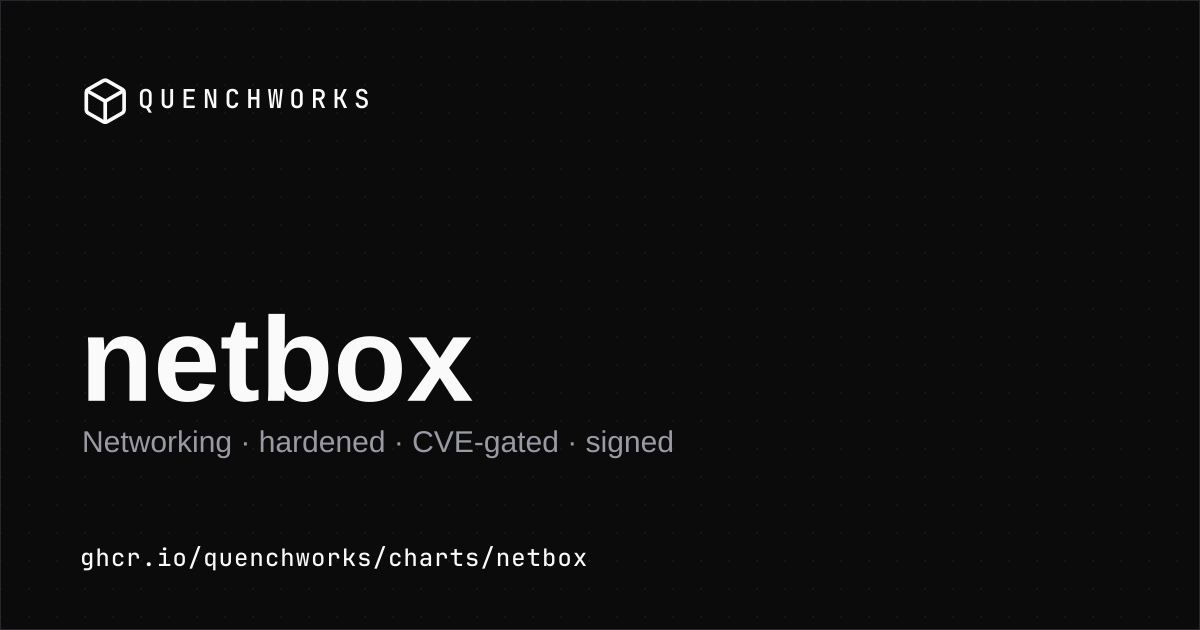 QUENCHWORKS
netbox
Networking · hardened · CVE-gated · signed
ghcr.io/quenchworks/charts/netbox